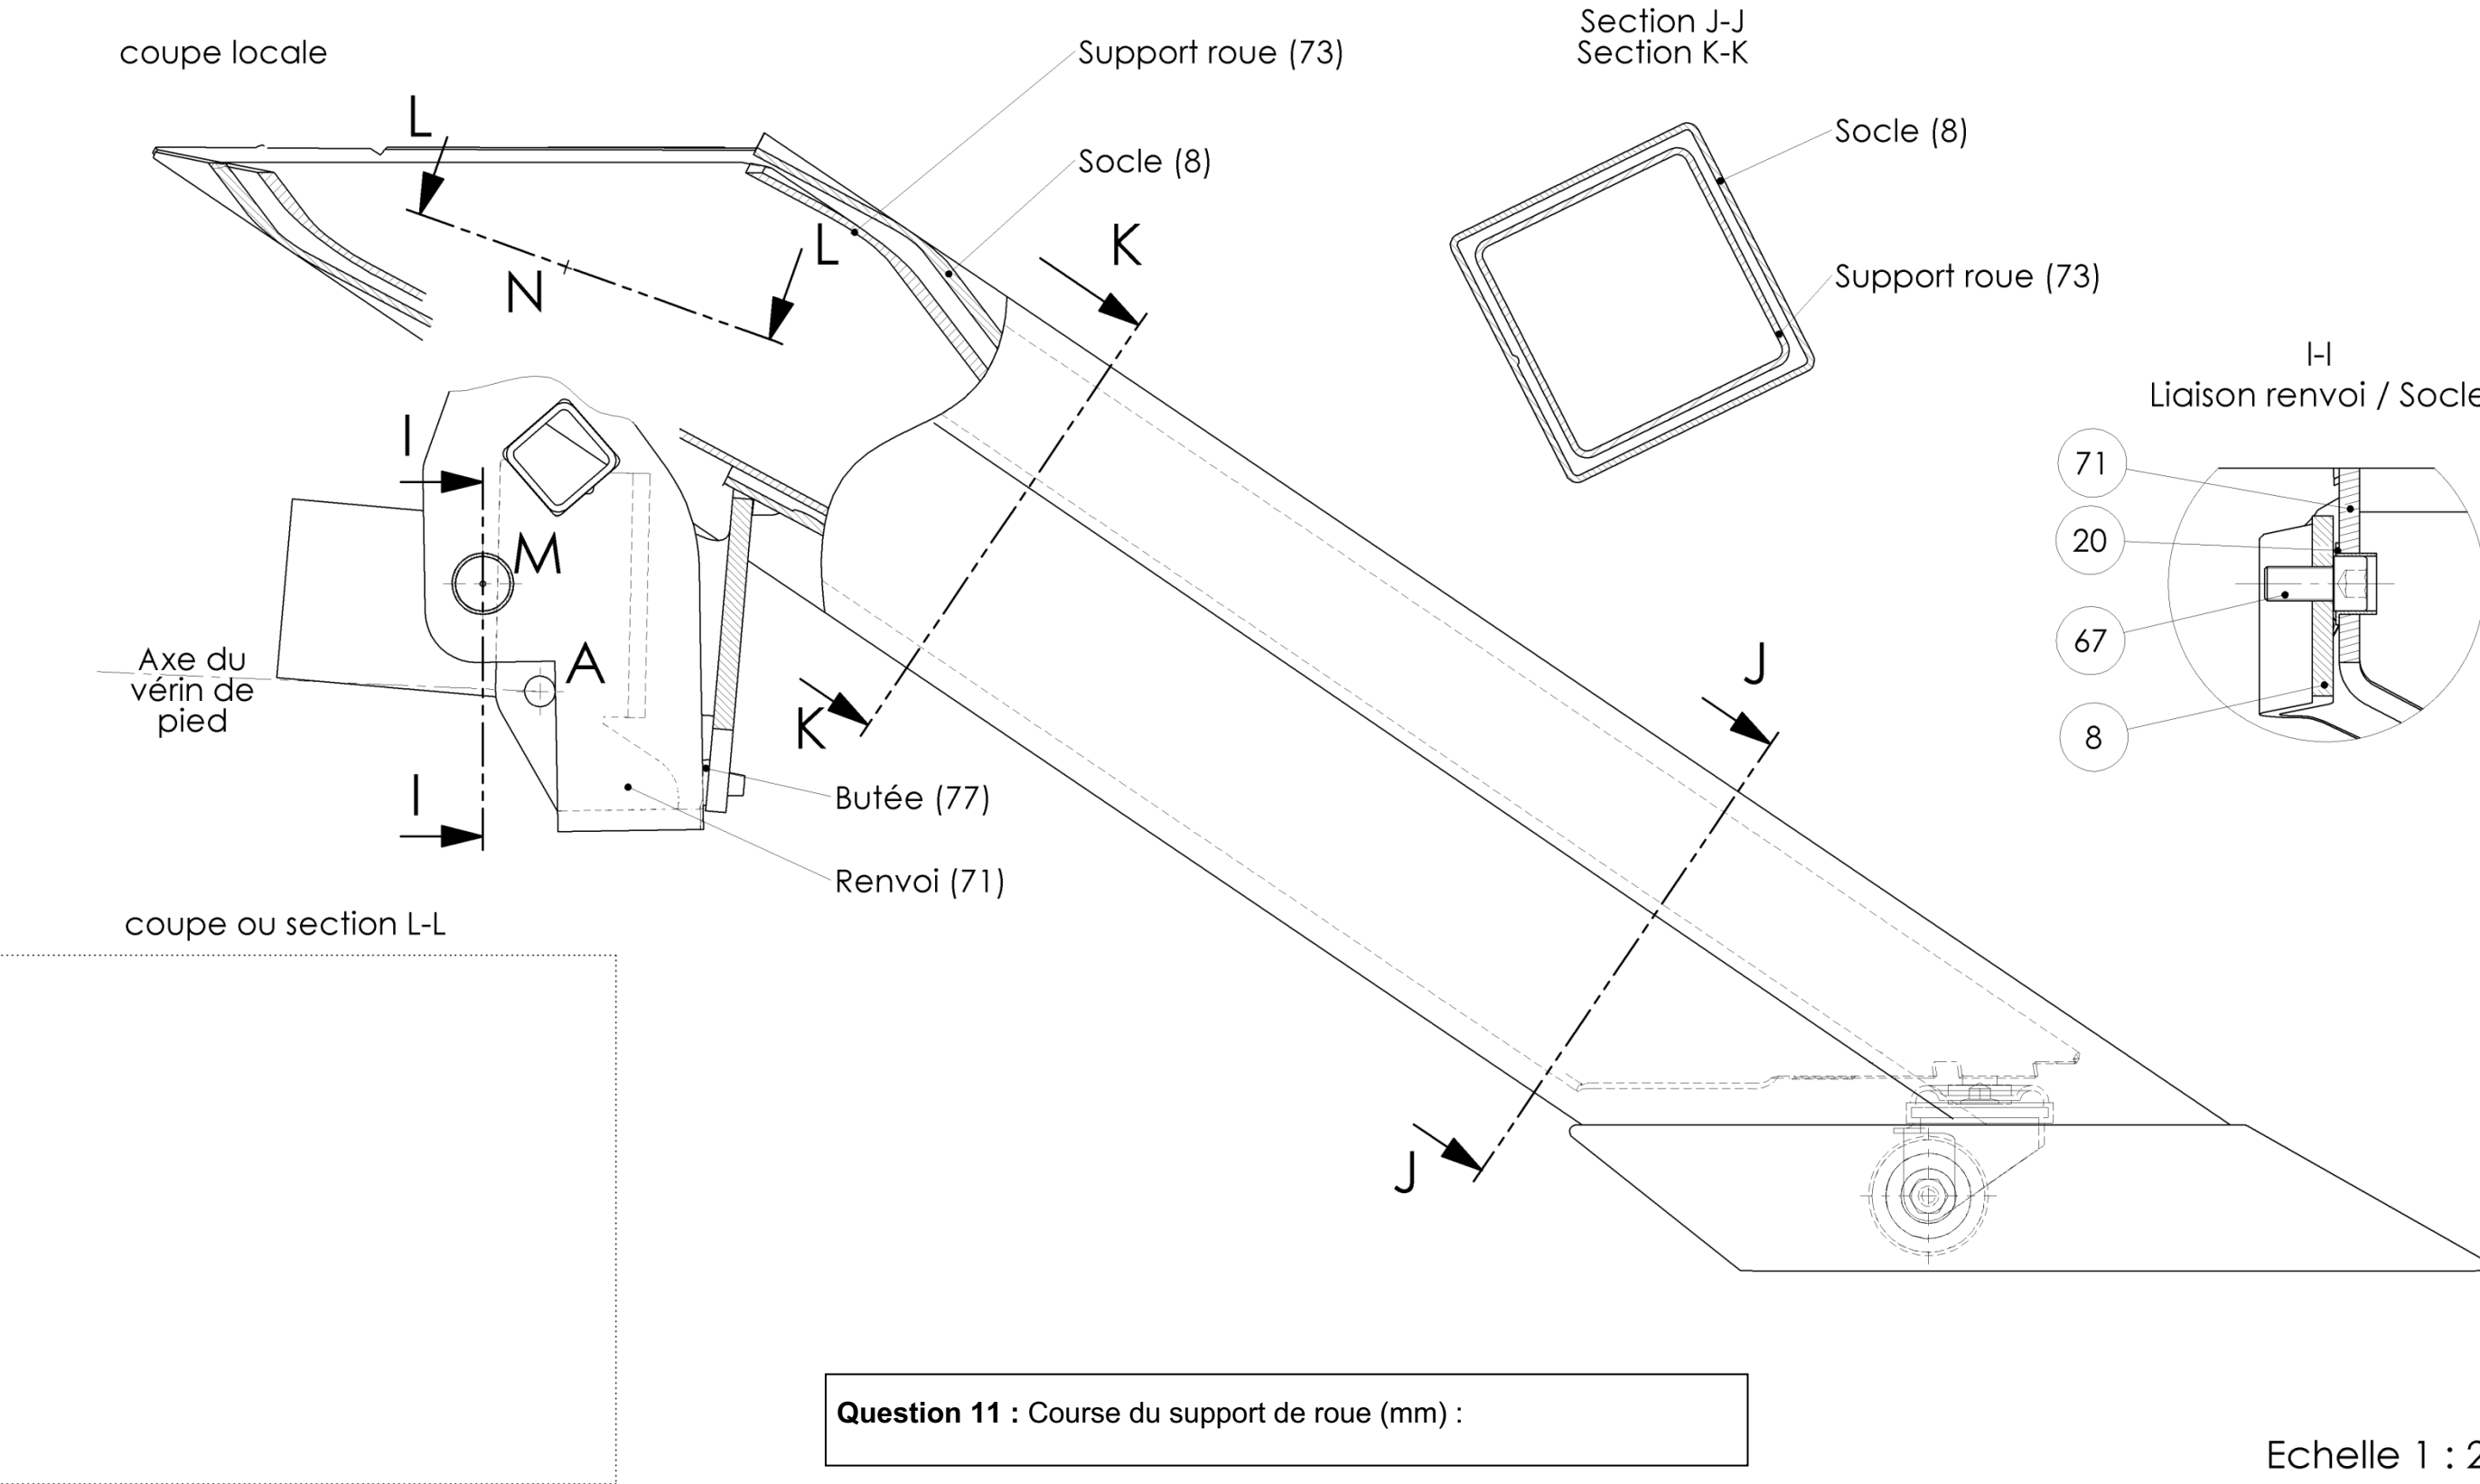 coupe locale
Support roue (73)
Section J-J
Section K-K
L
Socle (8)
Socle (8)
L
K
N
Support roue (73)
I-I
Liaison renvoi / Socle
I
71
M
20
Axe du
vérin de
pied
A
67
J
K
8
I
Butée (77)
Renvoi (71)
coupe ou section L-L
J
Question 11 : Course du support de roue (mm) :
Echelle 1 : 2